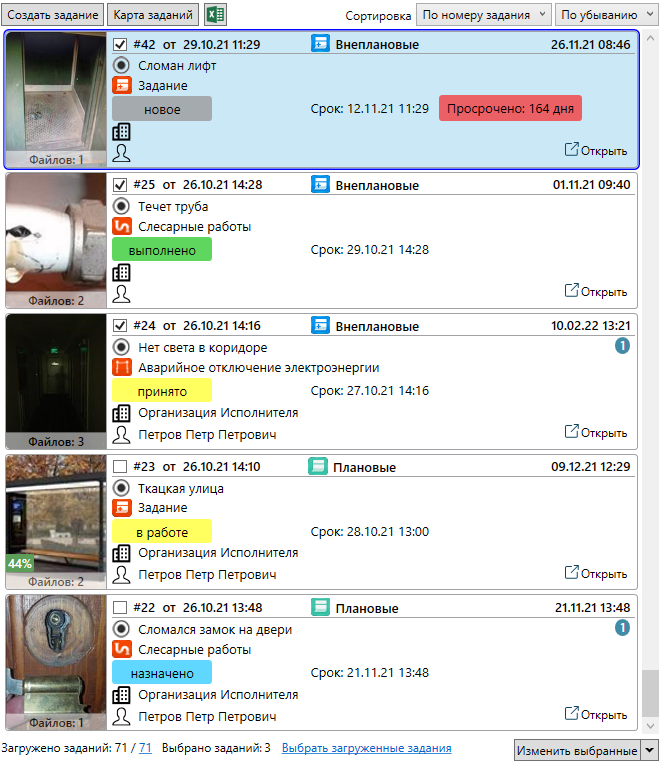 Создать задание Карта заданий Сортировка По номеру задания По убыванию
#42 от 29.10.21 11:29 Внеплановые 26.11.21 08:46
Сломан лифт
Задание
новое Срок: 12.11.21 11:29 Просрочено: 164 дня
Файлов: 1 Открыть
#25 от 26.10.21 14:28 Внеплановые 01.11.21 09:40
Течет труба
Слесарные работы
выполнено Срок: 29.10.21 14:28
Файлов: 2 Открыть
#24 от 26.10.21 14:16 Внеплановые 10.02.22 13:21
Нет света в коридоре 1
Аварийное отключение электроэнергии
принято Срок: 27.10.21 14:16
Организация Исполнителя
Файлов: 3 Петров Петр Петрович Открыть
#23 от 26.10.21 14:10 Плановые 09.12.21 12:29
Ткацкая улица
Задание
в работе Срок: 28.10.21 13:00
44% Организация Исполнителя
Файлов: 2 Петров Петр Петрович Открыть
#22 от 26.10.21 13:48 Плановые 21.11.21 13:48
Сломался замок на двери 1
Слесарные работы
назначено Срок: 21.11.21 13:48
Организация Исполнителя
Файлов: 1 Петров Петр Петрович Открыть
Загружено заданий: 71 / 71 Выбрано заданий: 3 Выбрать загруженные задания Изменить выбранные